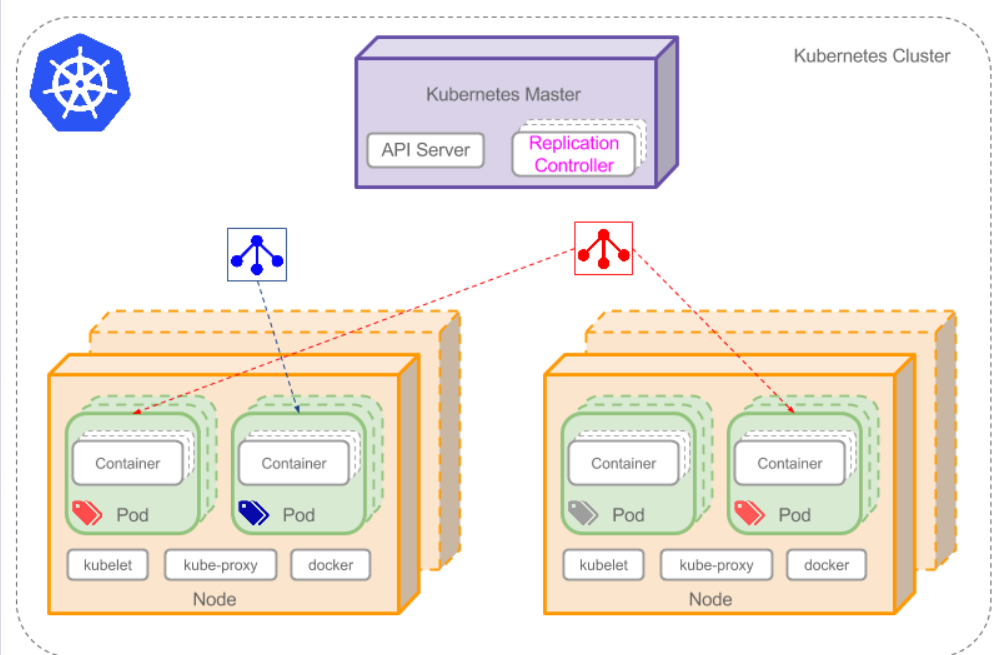 Kubernetes Cluster
Kubernetes Master
API Server
Replication
Controller
Container
Container
Pod
Pod
kubelet
kube-proxy
docker
Node
Container
Container
Pod
Pod
kubelet
kube-proxy
docker
Node